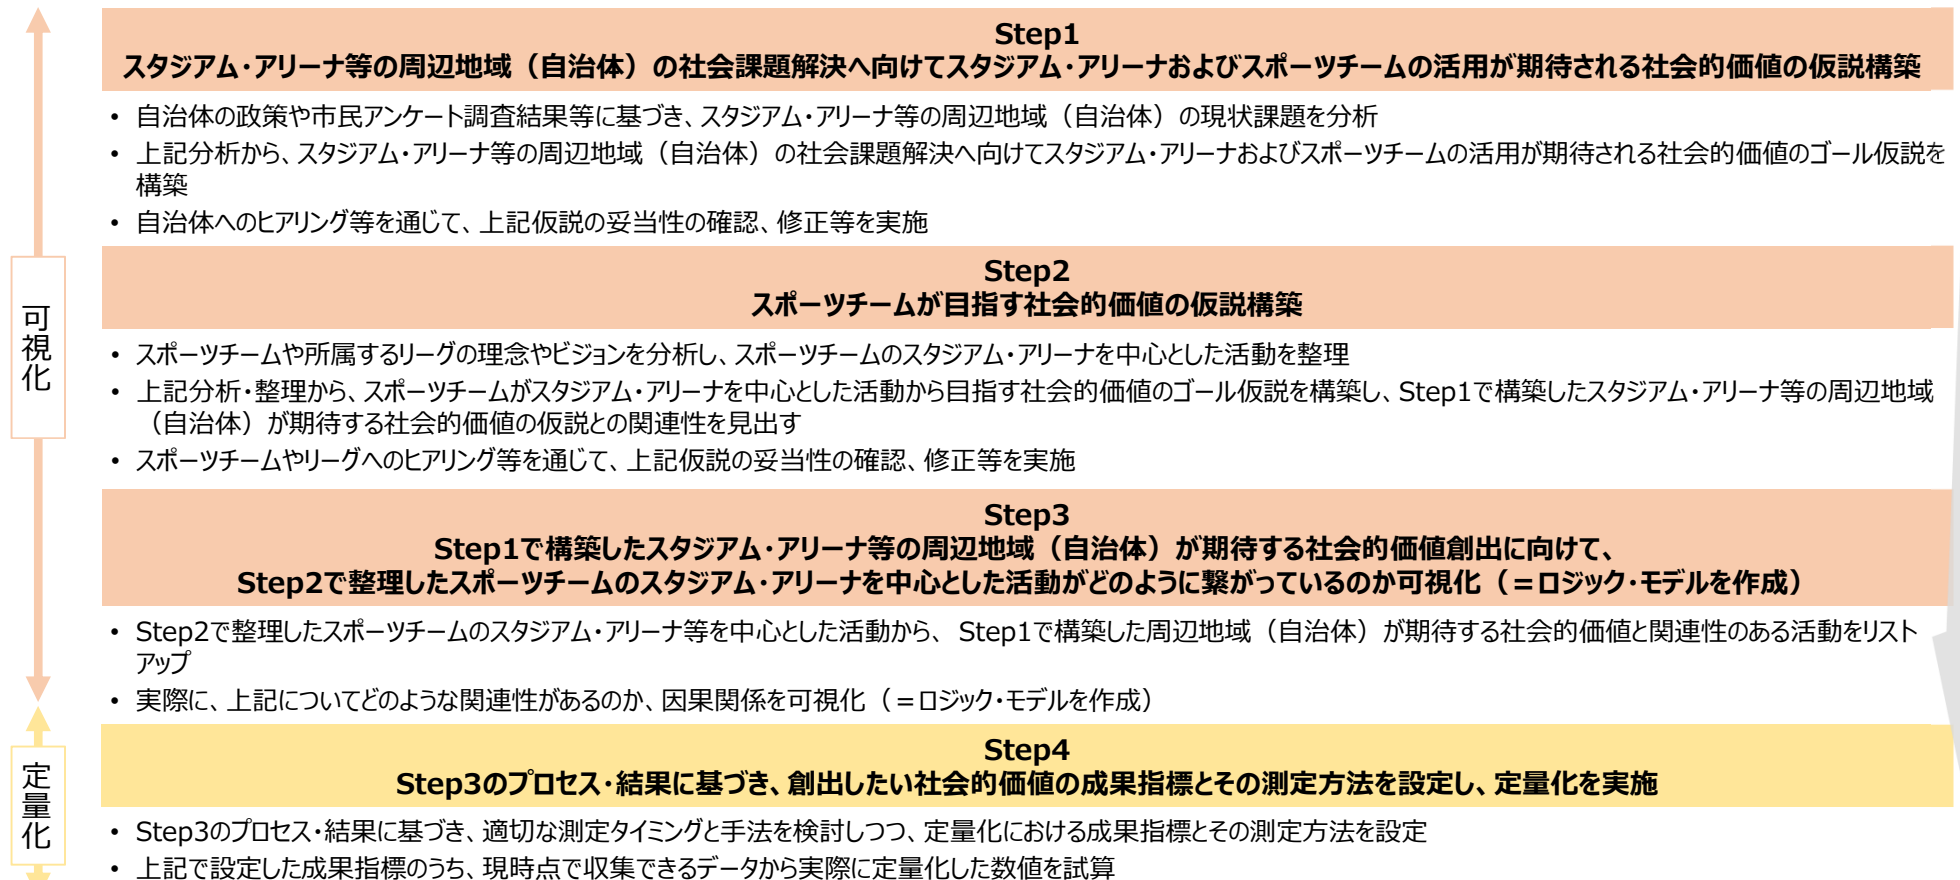 Step1
スタジアム・アリーナ等の周辺地域（自治体）の社会課題解決へ向けてスタジアム・アリーナおよびスポーツチームの活用が期待される社会的価値の仮説構築
• 自治体の政策や市民アンケート調査結果等に基づき、スタジアム・アリーナ等の周辺地域（自治体）の現状課題を分析
• 上記分析から、スタジアム・アリーナ等の周辺地域（自治体）の社会課題解決へ向けてスタジアム・アリーナおよびスポーツチームの活用が期待される社会的価値のゴール仮説を
構築
• 自治体へのヒアリング等を通じて、上記仮説の妥当性の確認、修正等を実施
可視化
Step2
スポーツチームが目指す社会的価値の仮説構築
• スポーツチームや所属するリーグの理念やビジョンを分析し、スポーツチームのスタジアム・アリーナを中心とした活動を整理
• 上記分析・整理から、スポーツチームがスタジアム・アリーナを中心とした活動から目指す社会的価値のゴール仮説を構築し、Step1で構築したスタジアム・アリーナ等の周辺地域
（自治体）が期待する社会的価値の仮説との関連性を見出す
• スポーツチームやリーグへのヒアリング等を通じて、上記仮説の妥当性の確認、修正等を実施
Step3
Step1で構築したスタジアム・アリーナ等の周辺地域（自治体）が期待する社会的価値創出に向けて、
Step2で整理したスポーツチームのスタジアム・アリーナを中心とした活動がどのように繋がっているのか可視化（＝ロジック・モデルを作成）
• Step2で整理したスポーツチームのスタジアム・アリーナ等を中心とした活動から、 Step1で構築した周辺地域（自治体）が期待する社会的価値と関連性のある活動をリスト
アップ
• 実際に、上記についてどのような関連性があるのか、因果関係を可視化（＝ロジック・モデルを作成）
定量化
Step4
Step3のプロセス・結果に基づき、創出したい社会的価値の成果指標とその測定方法を設定し、定量化を実施
• Step3のプロセス・結果に基づき、適切な測定タイミングと手法を検討しつつ、定量化における成果指標とその測定方法を設定
• 上記で設定した成果指標のうち、現時点で収集できるデータから実際に定量化した数値を試算